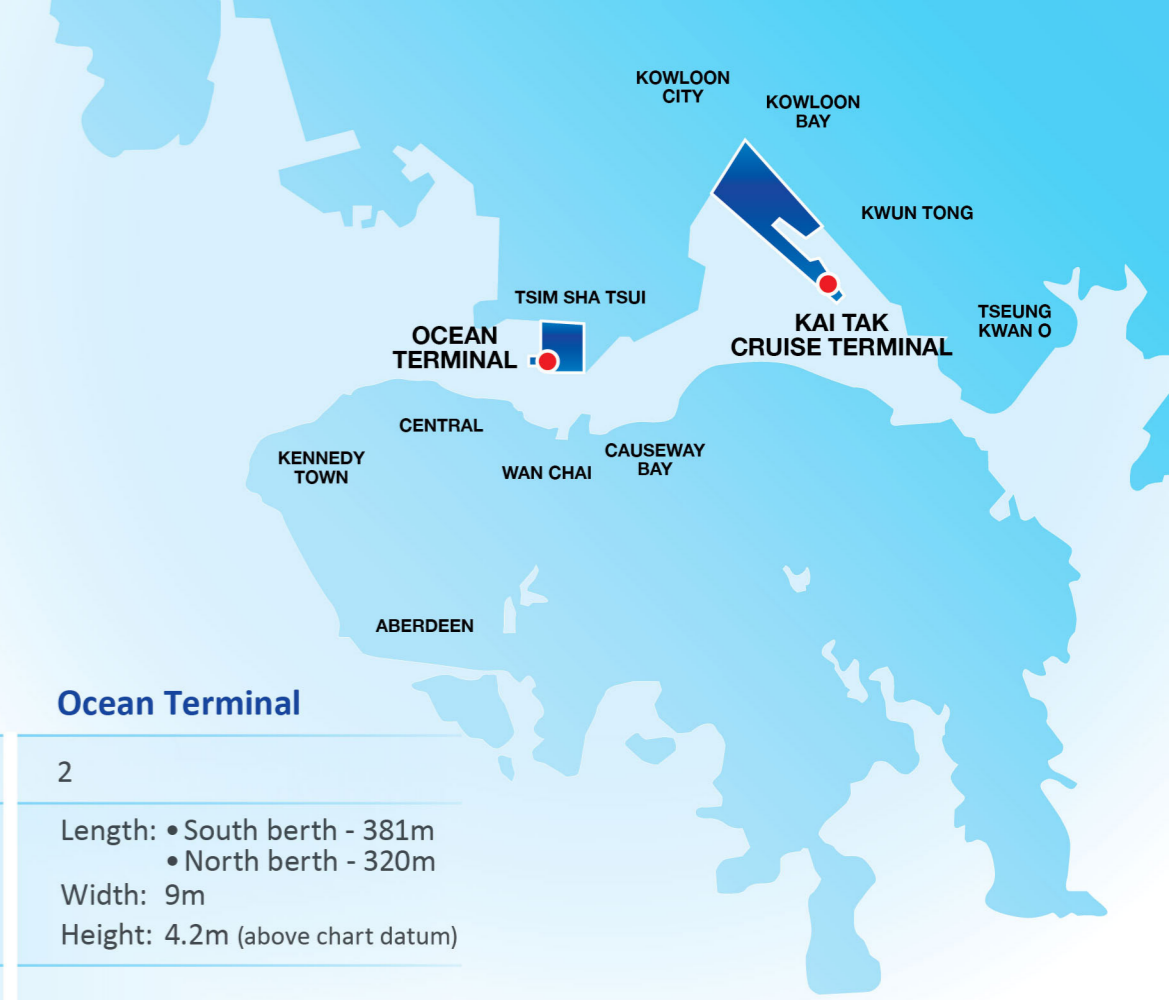 KOWLOON
CITY
KOWLOON
BAY
KWUN TONG
TSIM SHA TSUI
OCEAN
TERMINAL
KAI TAK
CRUISE TERMINAL
TSEUNG
KWAN O
CENTRAL
KENNEDY
TOWN
WAN CHAI
CAUSEWAY
BAY
ABERDEEN
Ocean Terminal
2
Length: • South berth - 381m
• North berth - 320m
Width: 9m
Height: 4.2m (above chart datum)